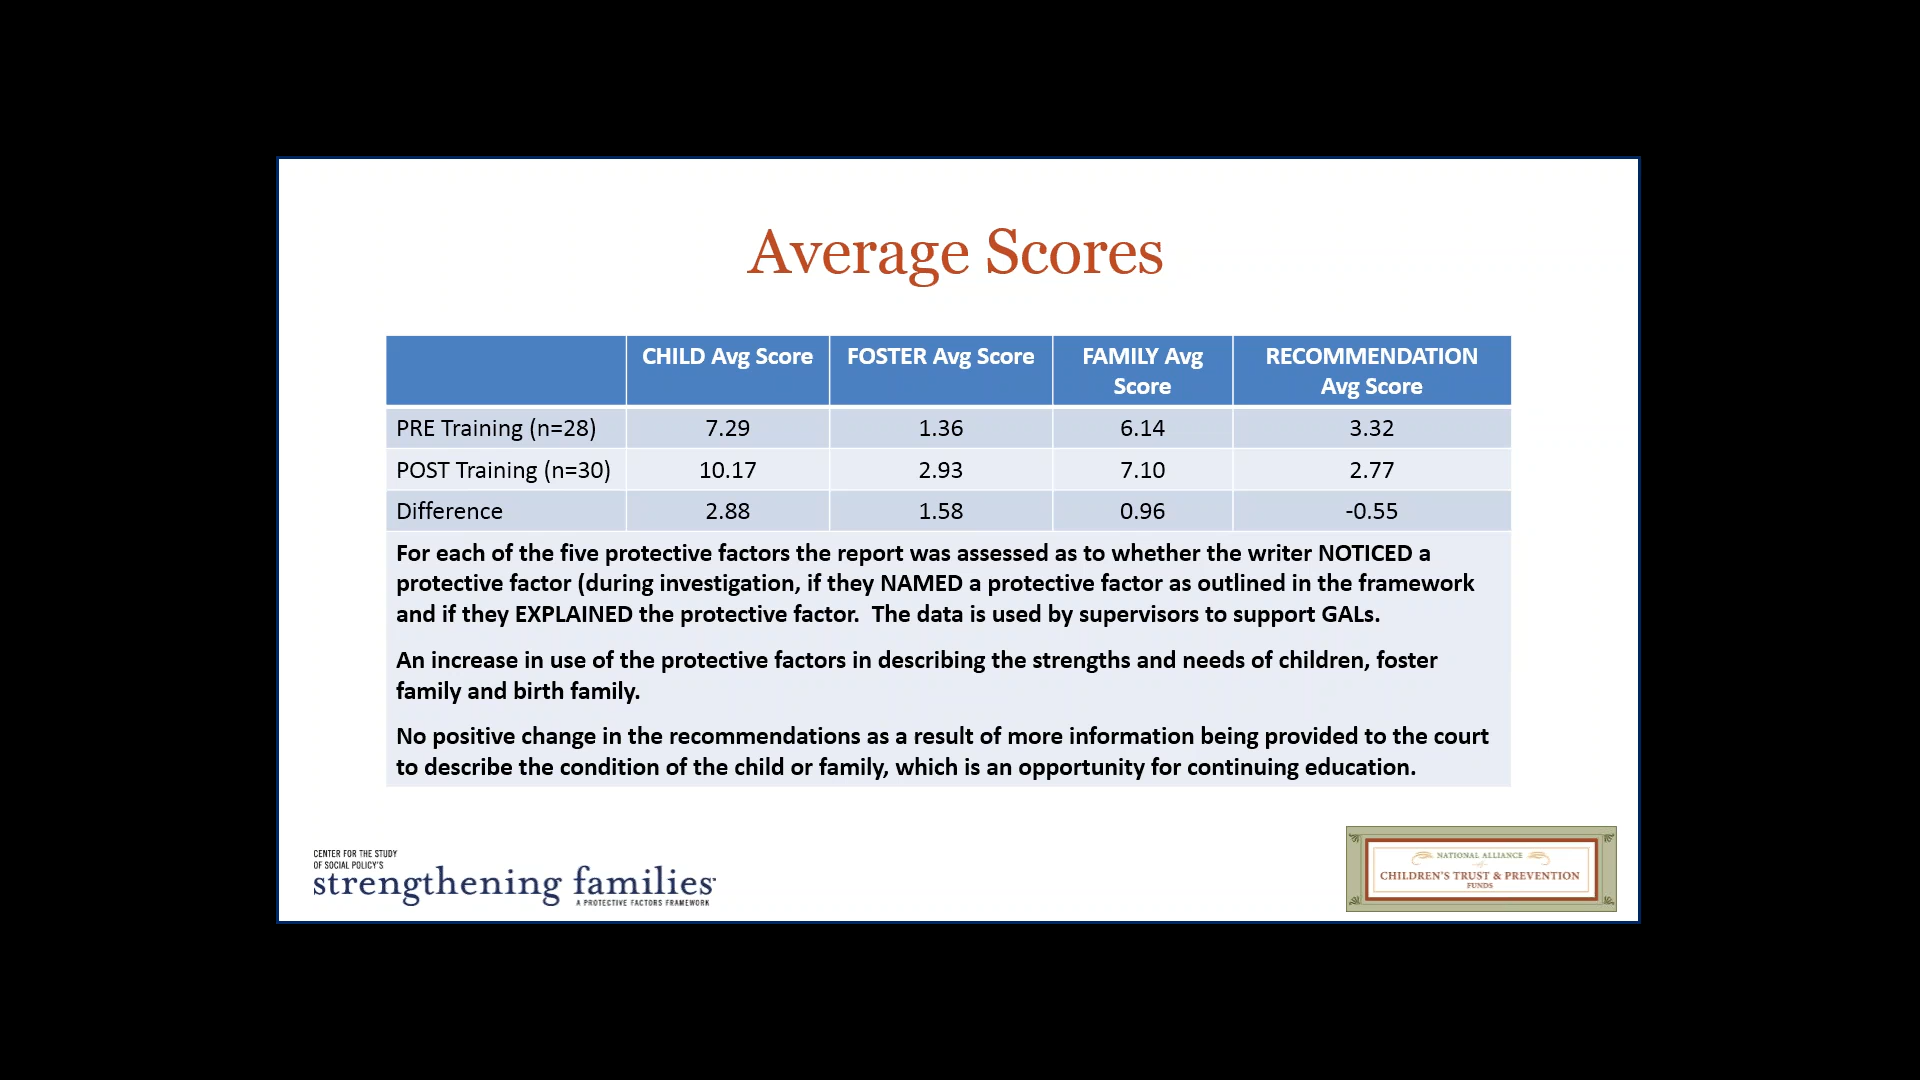 Average Scores
CHILD Avg Score FOSTER Avg Score FAMILY Avg Score RECOMMENDATION Avg Score
PRE Training (n=28) 7.29 1.36 6.14 3.32
POST Training (n=30) 10.17 2.93 7.10 2.77
Difference 2.88 1.58 0.96 -0.55
For each of the five protective factors the report was assessed as to whether the writer NOTICED a
protective factor (during investigation, if they NAMED a protective factor as outlined in the framework
and if they EXPLAINED the protective factor. The data is used by supervisors to support GALs.
An increase in use of the protective factors in describing the strengths and needs of children, foster
family and birth family.
No positive change in the recommendations as a result of more information being provided to the court
to describe the condition of the child or family, which is an opportunity for continuing education.
CENTER FOR THE STUDY
OF SOCIAL POLICY'S
strengthening families
A PROTECTIVE FACTORS FRAMEWORK
NATIONAL ALLIANCE
of
CHILDREN'S TRUST & PREVENTION
FUNDS